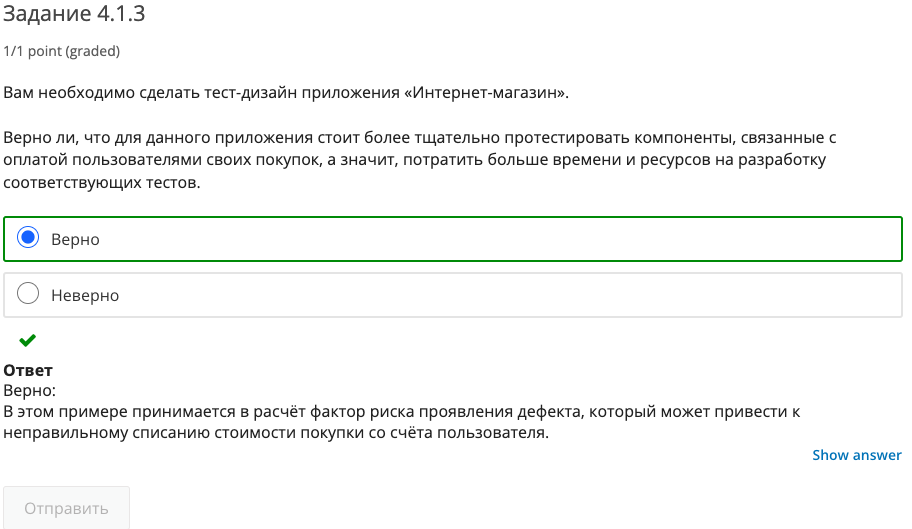 Задание 4.1.3
1/1 point (graded)
Вам необходимо сделать тест-дизайн приложения «Интернет-магазин».
Верно ли, что для данного приложения стоит более тщательно протестировать компоненты, связанные с
оплатой пользователями своих покупок, а значит, потратить больше времени и ресурсов на разработку
соответствующих тестов.
Верно
Неверно
Ответ
Верно:
В этом примере принимается в расчёт фактор риска проявления дефекта, который может привести к
неправильному списанию стоимости покупки со счёта пользователя.
Show answer
Отправить